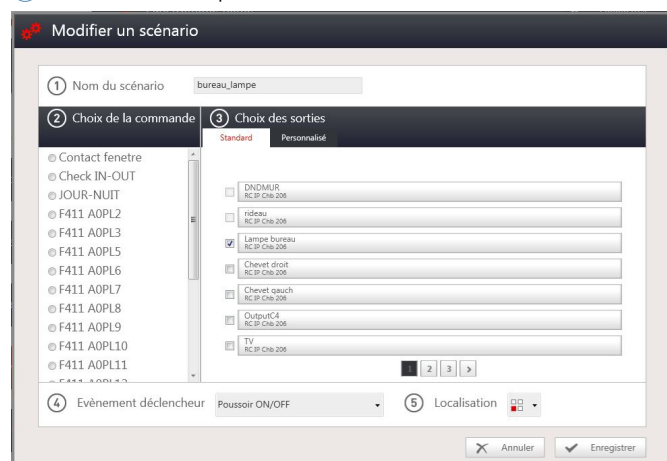 Modifier un scénario
1 Nom du scénario bureau_lampe
2 Choix de la commande
3 Choix des sorties
Standard Personnalisé
Contact fenetre
Check IN-OUT
JOUR-NUIT
F411 A0PL2
F411 A0PL3
F411 A0PL5
F411 A0PL6
F411 A0PL7
F411 A0PL8
F411 A0PL9
F411 A0PL10
F411 A0PL11
DNDMUR
RC IP Chb 206
rideau
RC IP Chb 206
Lampe bureau
RC IP Chb 206
Chevet droit
RC IP Chb 206
Chevet gauch
RC IP Chb 206
OutputC4
RC IP Chb 206
TV
RC IP Chb 206
1 2 3 >
4 Evènement déclencheur Poussoir ON/OFF
5 Localisation
Annuler Enregistrer